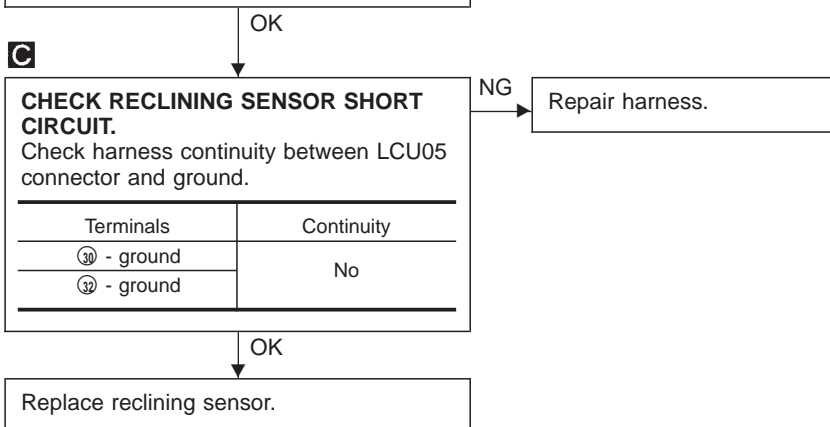 OK
C
CHECK RECLINING SENSOR SHORT
CIRCUIT.
Check harness continuity between LCU05
connector and ground.
NG
Repair harness.
Terminals Continuity
㉚ - ground
No
㉜ - ground
OK
Replace reclining sensor.